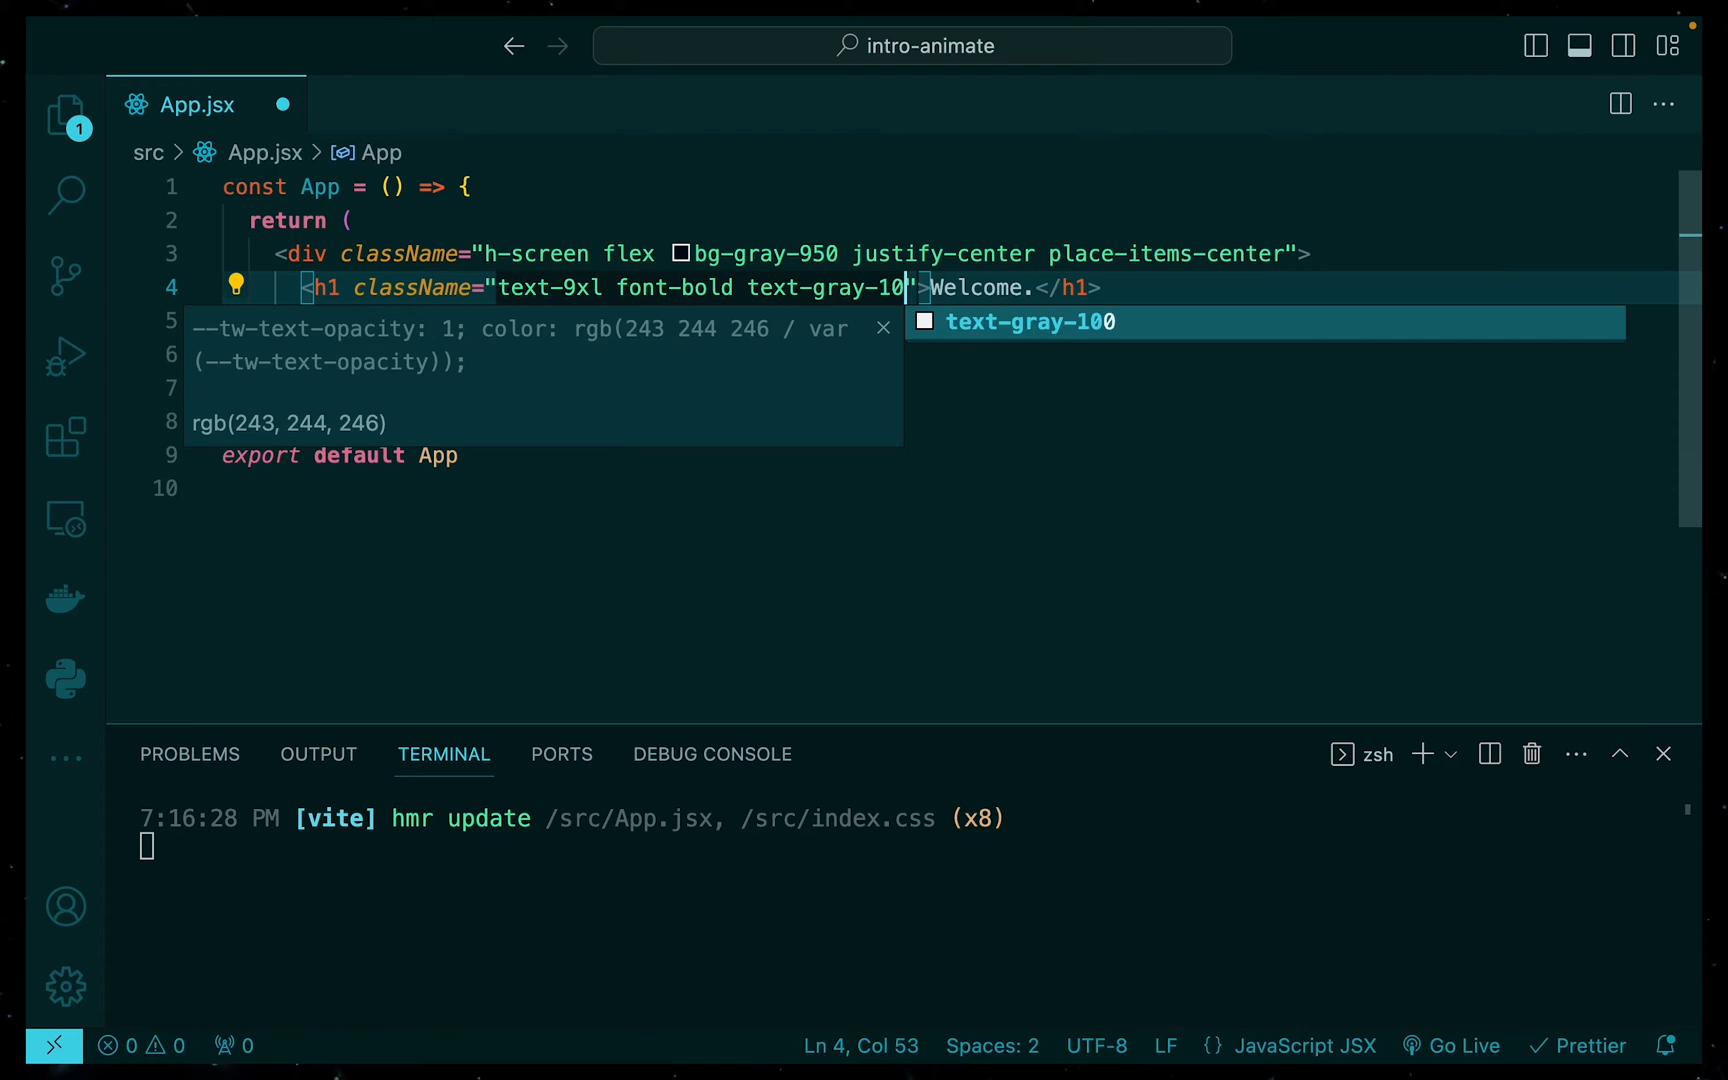 intro-animate
App.jsx
1
src > App.jsx > App
1 const App = () => {
2 return (
3 <div className="h-screen flex bg-gray-950 justify-center place-items-center">
4 <h1 className="text-9xl font-bold text-gray-10">Welcome.</h1>
text-gray-100
5 --tw-text-opacity: 1; color: rgb(243 244 246 / var
6 (--tw-text-opacity));
7
8 rgb(243, 244, 246)
9 export default App
10
PROBLEMS OUTPUT TERMINAL PORTS DEBUG CONSOLE zsh
7:16:28 PM [vite] hmr update /src/App.jsx, /src/index.css (x8)
0 0 0 Ln 4, Col 53 Spaces: 2 UTF-8 LF {} JavaScript JSX Go Live Prettier